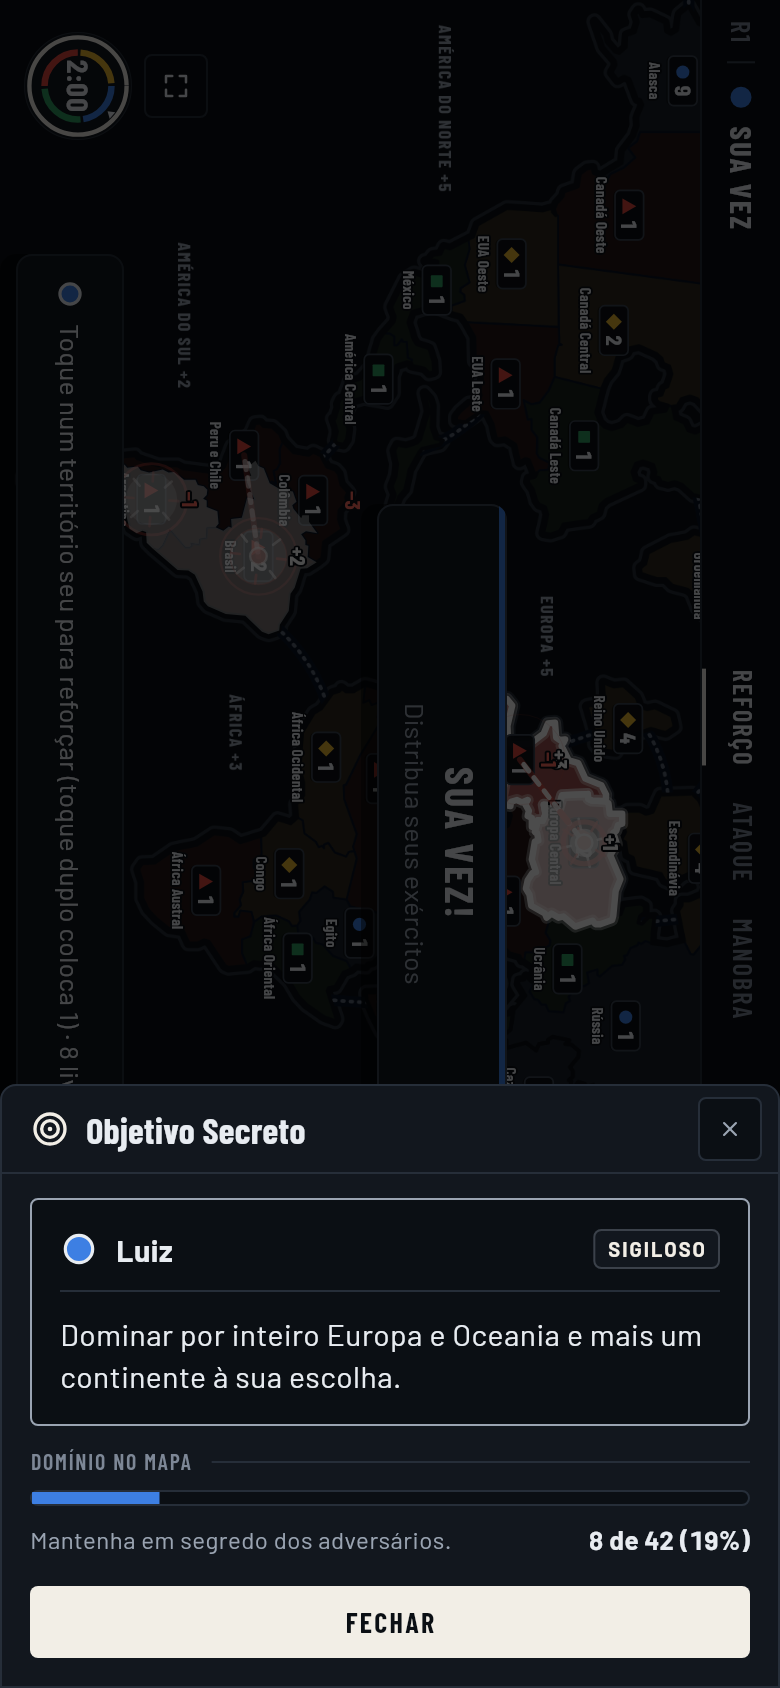 R1
SUA VEZ
REFORÇO
ATAQUE
MANOBRA
2:00
AMÉRICA DO NORTE +5
AMÉRICA DO SUL +2
EUROPA +5
ÁFRICA +3
Alasca
9
Canadá Oeste
1
Canadá Central
2
Canadá Leste
1
EUA Oeste
1
EUA Leste
1
México
1
América Central
1
Colômbia
1
-3
Peru e Chile
1
Brasil
2
+2
1
-1
Groenlândia
Reino Unido
4
Escandinávia
Europa Central
+1
1
Ucrânia
1
Rússia
1
África Ocidental
1
Congo
1
África Austral
1
África Oriental
1
Egito
1
SUA VEZ!
Distribua seus exércitos
Toque num território seu para reforçar (toque duplo coloca 1) · 8 liv
Objetivo Secreto
Luiz
SIGILOSO
Dominar por inteiro Europa e Oceania e mais um
continente à sua escolha.
DOMÍNIO NO MAPA
Mantenha em segredo dos adversários.
8 de 42 (19%)
FECHAR